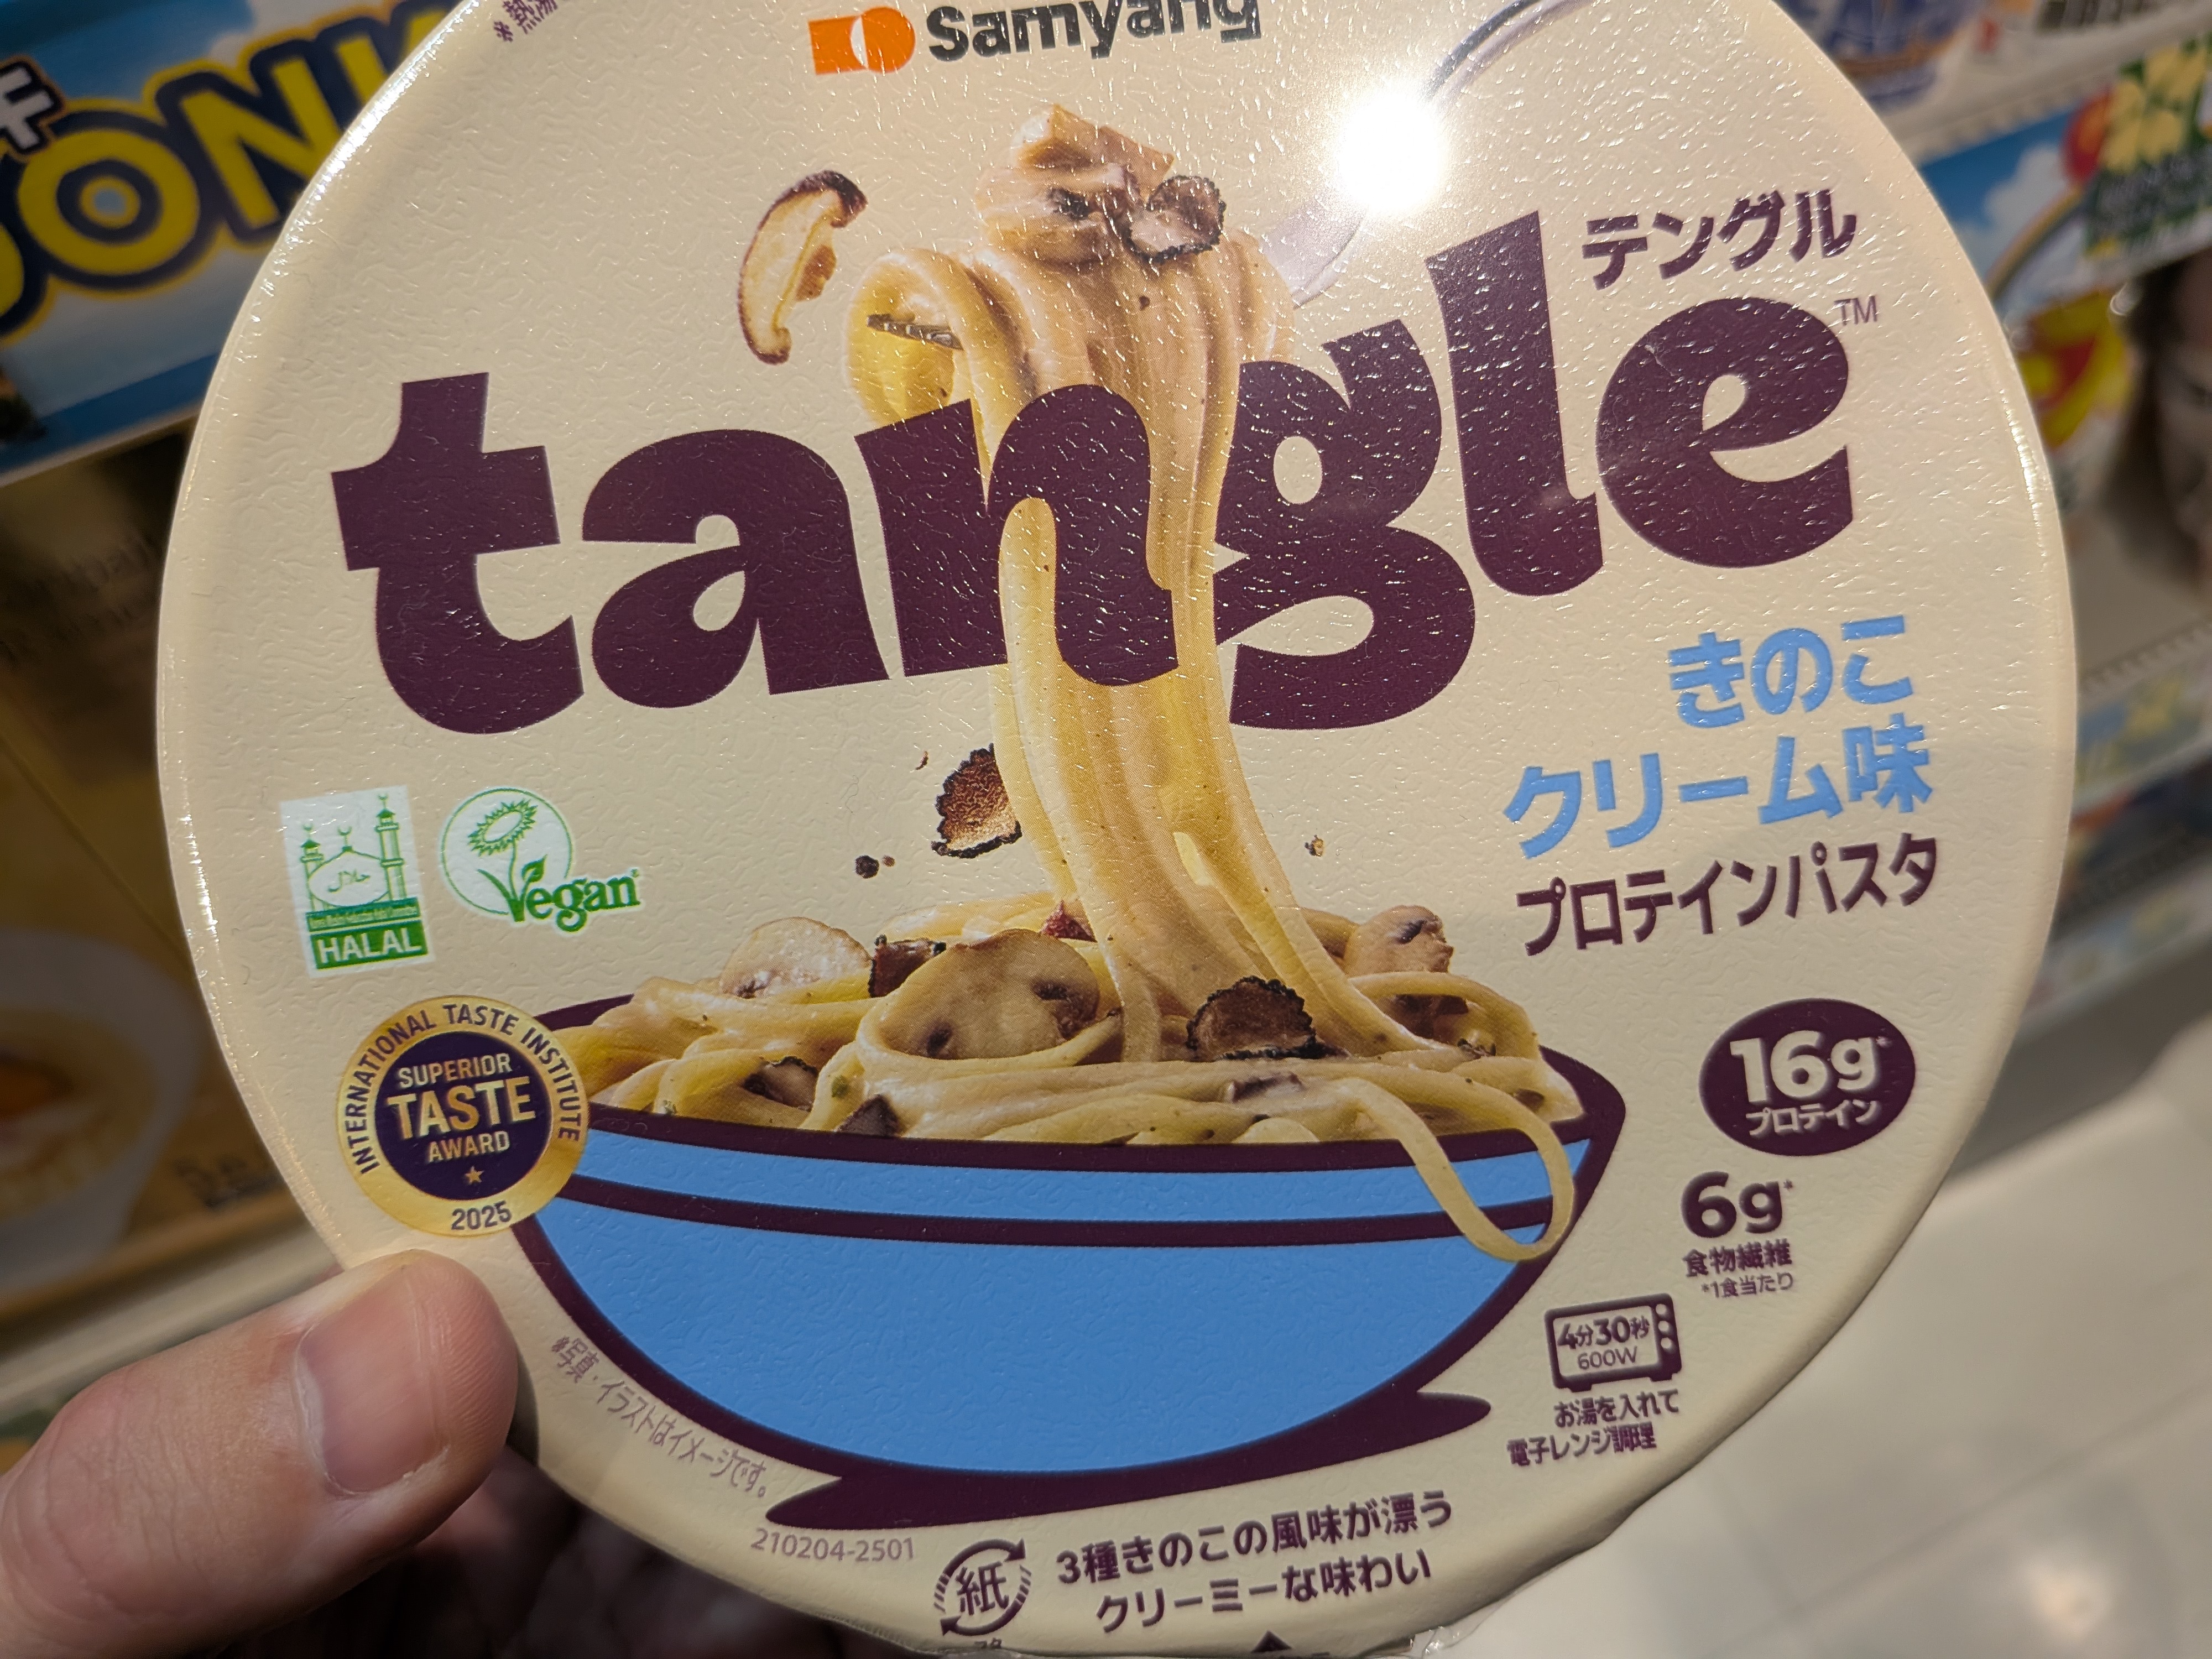 Samyang
テングル
tangle™
きのこ
クリーム味
プロテインパスタ
حلال
HALAL
Vegan
INTERNATIONAL TASTE INSTITUTE
SUPERIOR
TASTE
AWARD
2025
16g*
プロテイン
6g*
食物繊維
*1食当たり
4分30秒
600W
お湯を入れて
電子レンジ調理
※写真・イラストはイメージです。
210204-2501
紙
3種きのこの風味が漂う
クリーミーな味わい